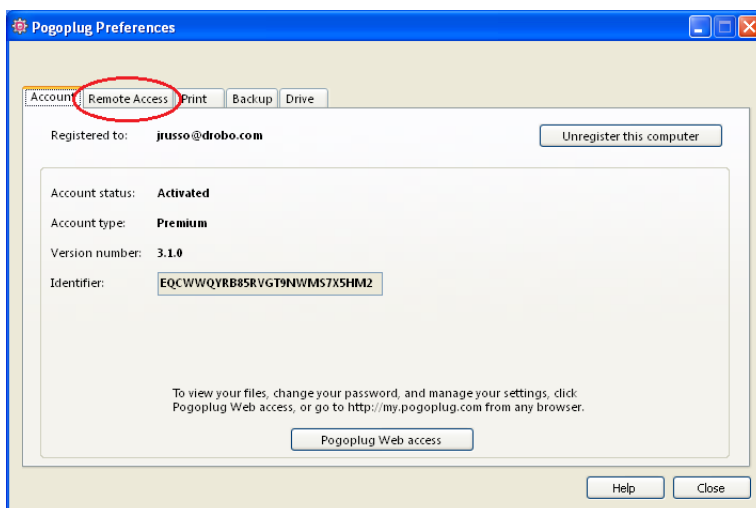 Pogoplug Preferences
Account Remote Access Print Backup Drive
Registered to: jrusso@drobo.com Unregister this computer
Account status: Activated
Account type: Premium
Version number: 3.1.0
Identifier: EQCWWQYRB85RVGT9NWMS7X5HM2
To view your files, change your password, and manage your settings, click
Pogoplug Web access, or go to http://my.pogoplug.com from any browser.
Pogoplug Web access
Help Close